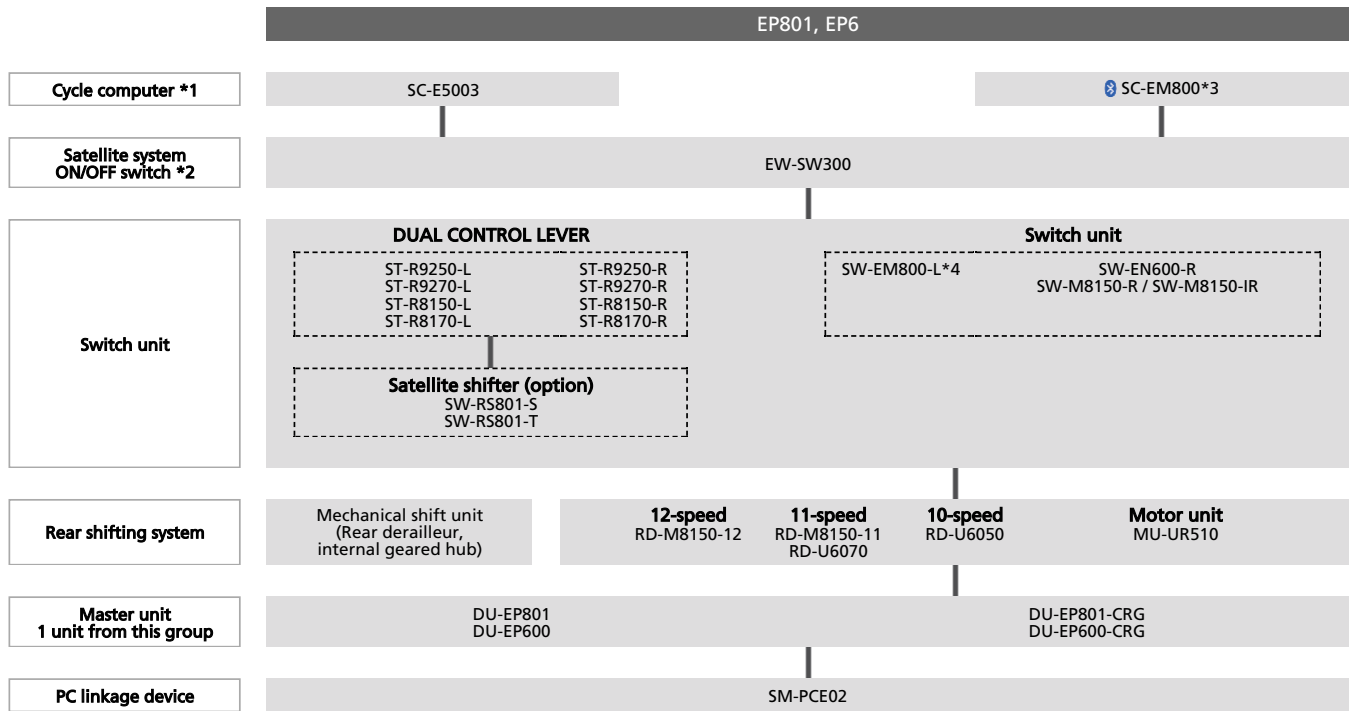 EP801, EP6
Cycle computer *1
SC-E5003
SC-EM800*3
Satellite system
ON/OFF switch *2
EW-SW300
Switch unit
DUAL CONTROL LEVER
ST-R9250-L ST-R9250-R
ST-R9270-L ST-R9270-R
ST-R8150-L ST-R8150-R
ST-R8170-L ST-R8170-R
Satellite shifter (option)
SW-RS801-S
SW-RS801-T
Switch unit
SW-EM800-L*4 SW-EN600-R
SW-M8150-R / SW-M8150-IR
Rear shifting system
Mechanical shift unit
(Rear derailleur,
internal geared hub)
12-speed
RD-M8150-12
11-speed
RD-M8150-11
RD-U6070
10-speed
RD-U6050
Motor unit
MU-UR510
Master unit
1 unit from this group
DU-EP801
DU-EP600
DU-EP801-CRG
DU-EP600-CRG
PC linkage device
SM-PCE02